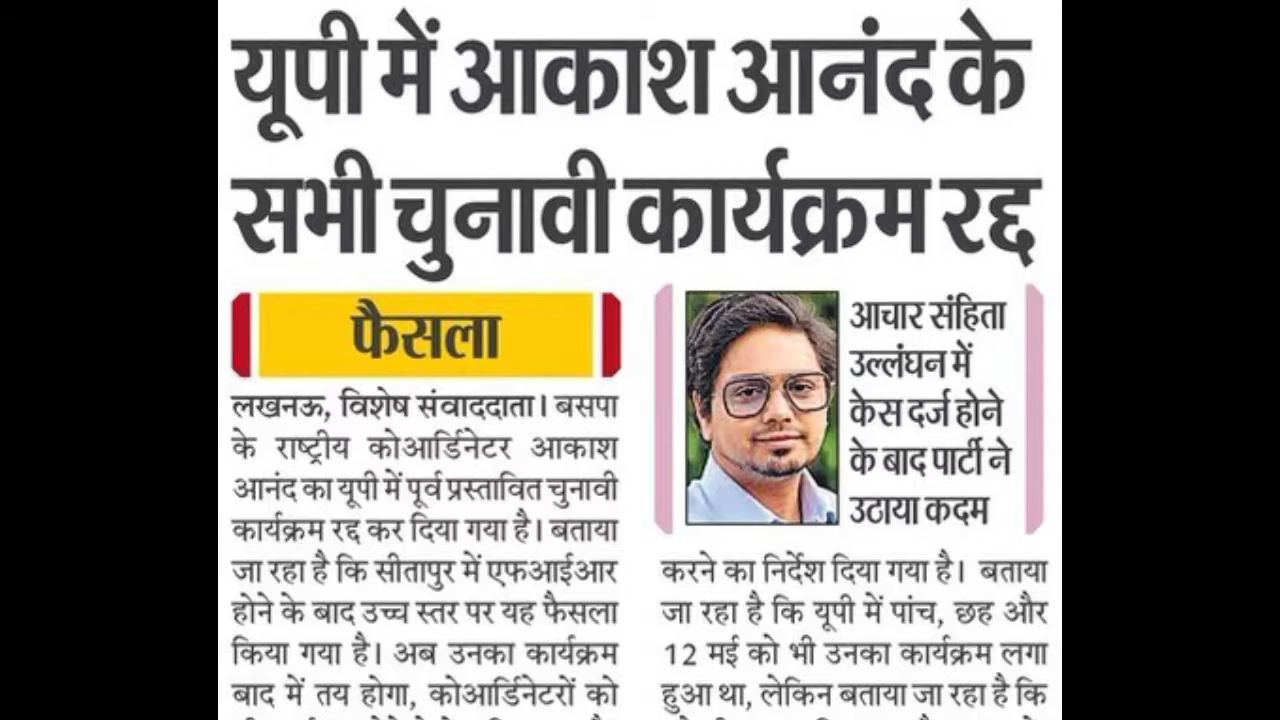 यूपी में आकाश आनंद के
सभी चुनावी कार्यक्रम रद्द
फैसला
लखनऊ, विशेष संवाददाता। बसपा
के राष्ट्रीय कोआर्डिनेटर आकाश
आनंद का यूपी में पूर्व प्रस्तावित चुनावी
कार्यक्रम रद्द कर दिया गया है। बताया
जा रहा है कि सीतापुर में एफआईआर
होने के बाद उच्च स्तर पर यह फैसला
किया गया है। अब उनका कार्यक्रम
बाद में तय होगा, कोआर्डिनेटरों को
आचार संहिता
उल्लंघन में
केस दर्ज होने
के बाद पार्टी ने
उठाया कदम
करने का निर्देश दिया गया है। बताया
जा रहा है कि यूपी में पांच, छह और
12 मई को भी उनका कार्यक्रम लगा
हुआ था, लेकिन बताया जा रहा है कि